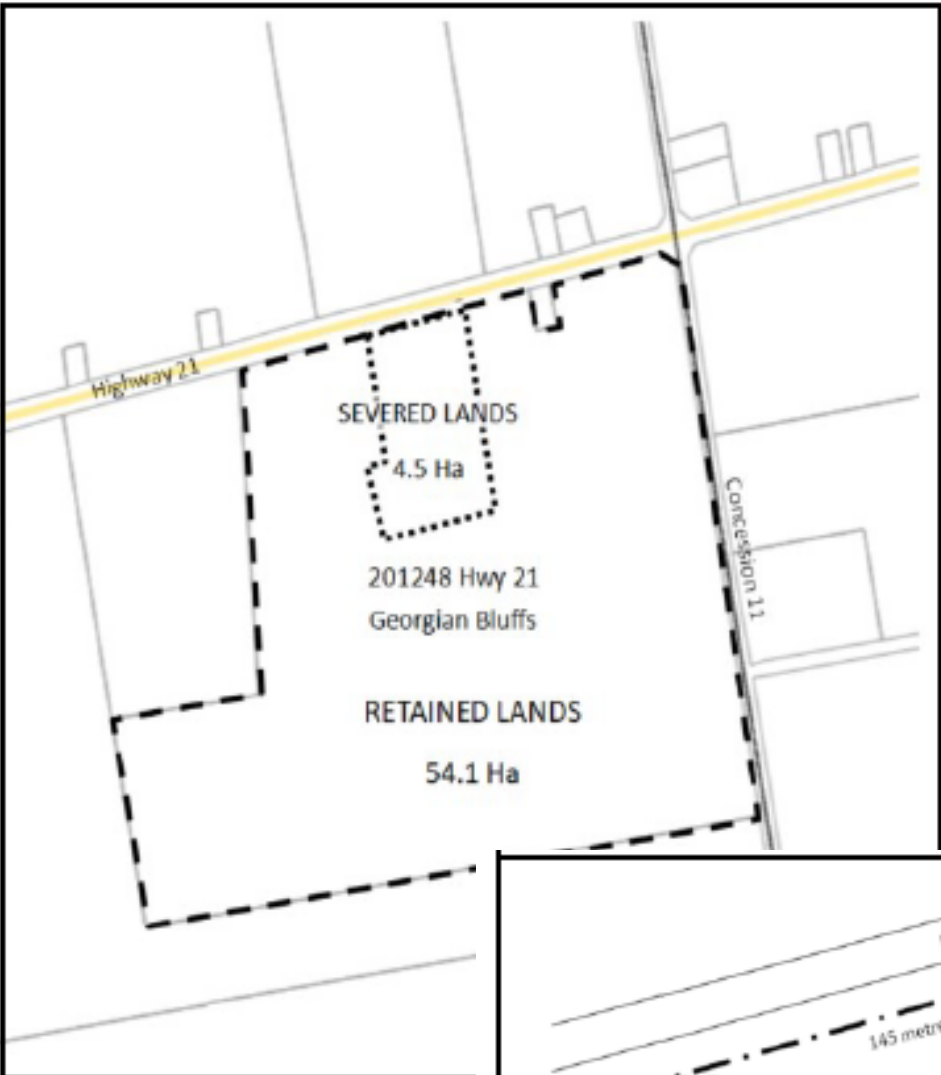 Highway 21
SEVERED LANDS
4.5 Ha
201248 Hwy 21
Georgian Bluffs
Concession 11
RETAINED LANDS
54.1 Ha
145 metre